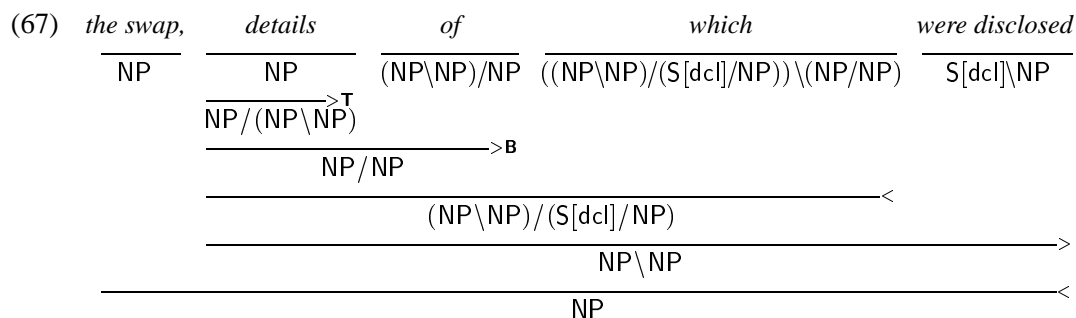 (67) the swap, details of which were disclosed
NP NP (NP\NP)/NP ((NP\NP)/(S[dcl]/NP))\(NP/NP) S[dcl]\NP
>T
NP/(NP\NP)
>B
NP/NP
<
(NP\NP)/(S[dcl]/NP)
>
NP\NP
<
NP